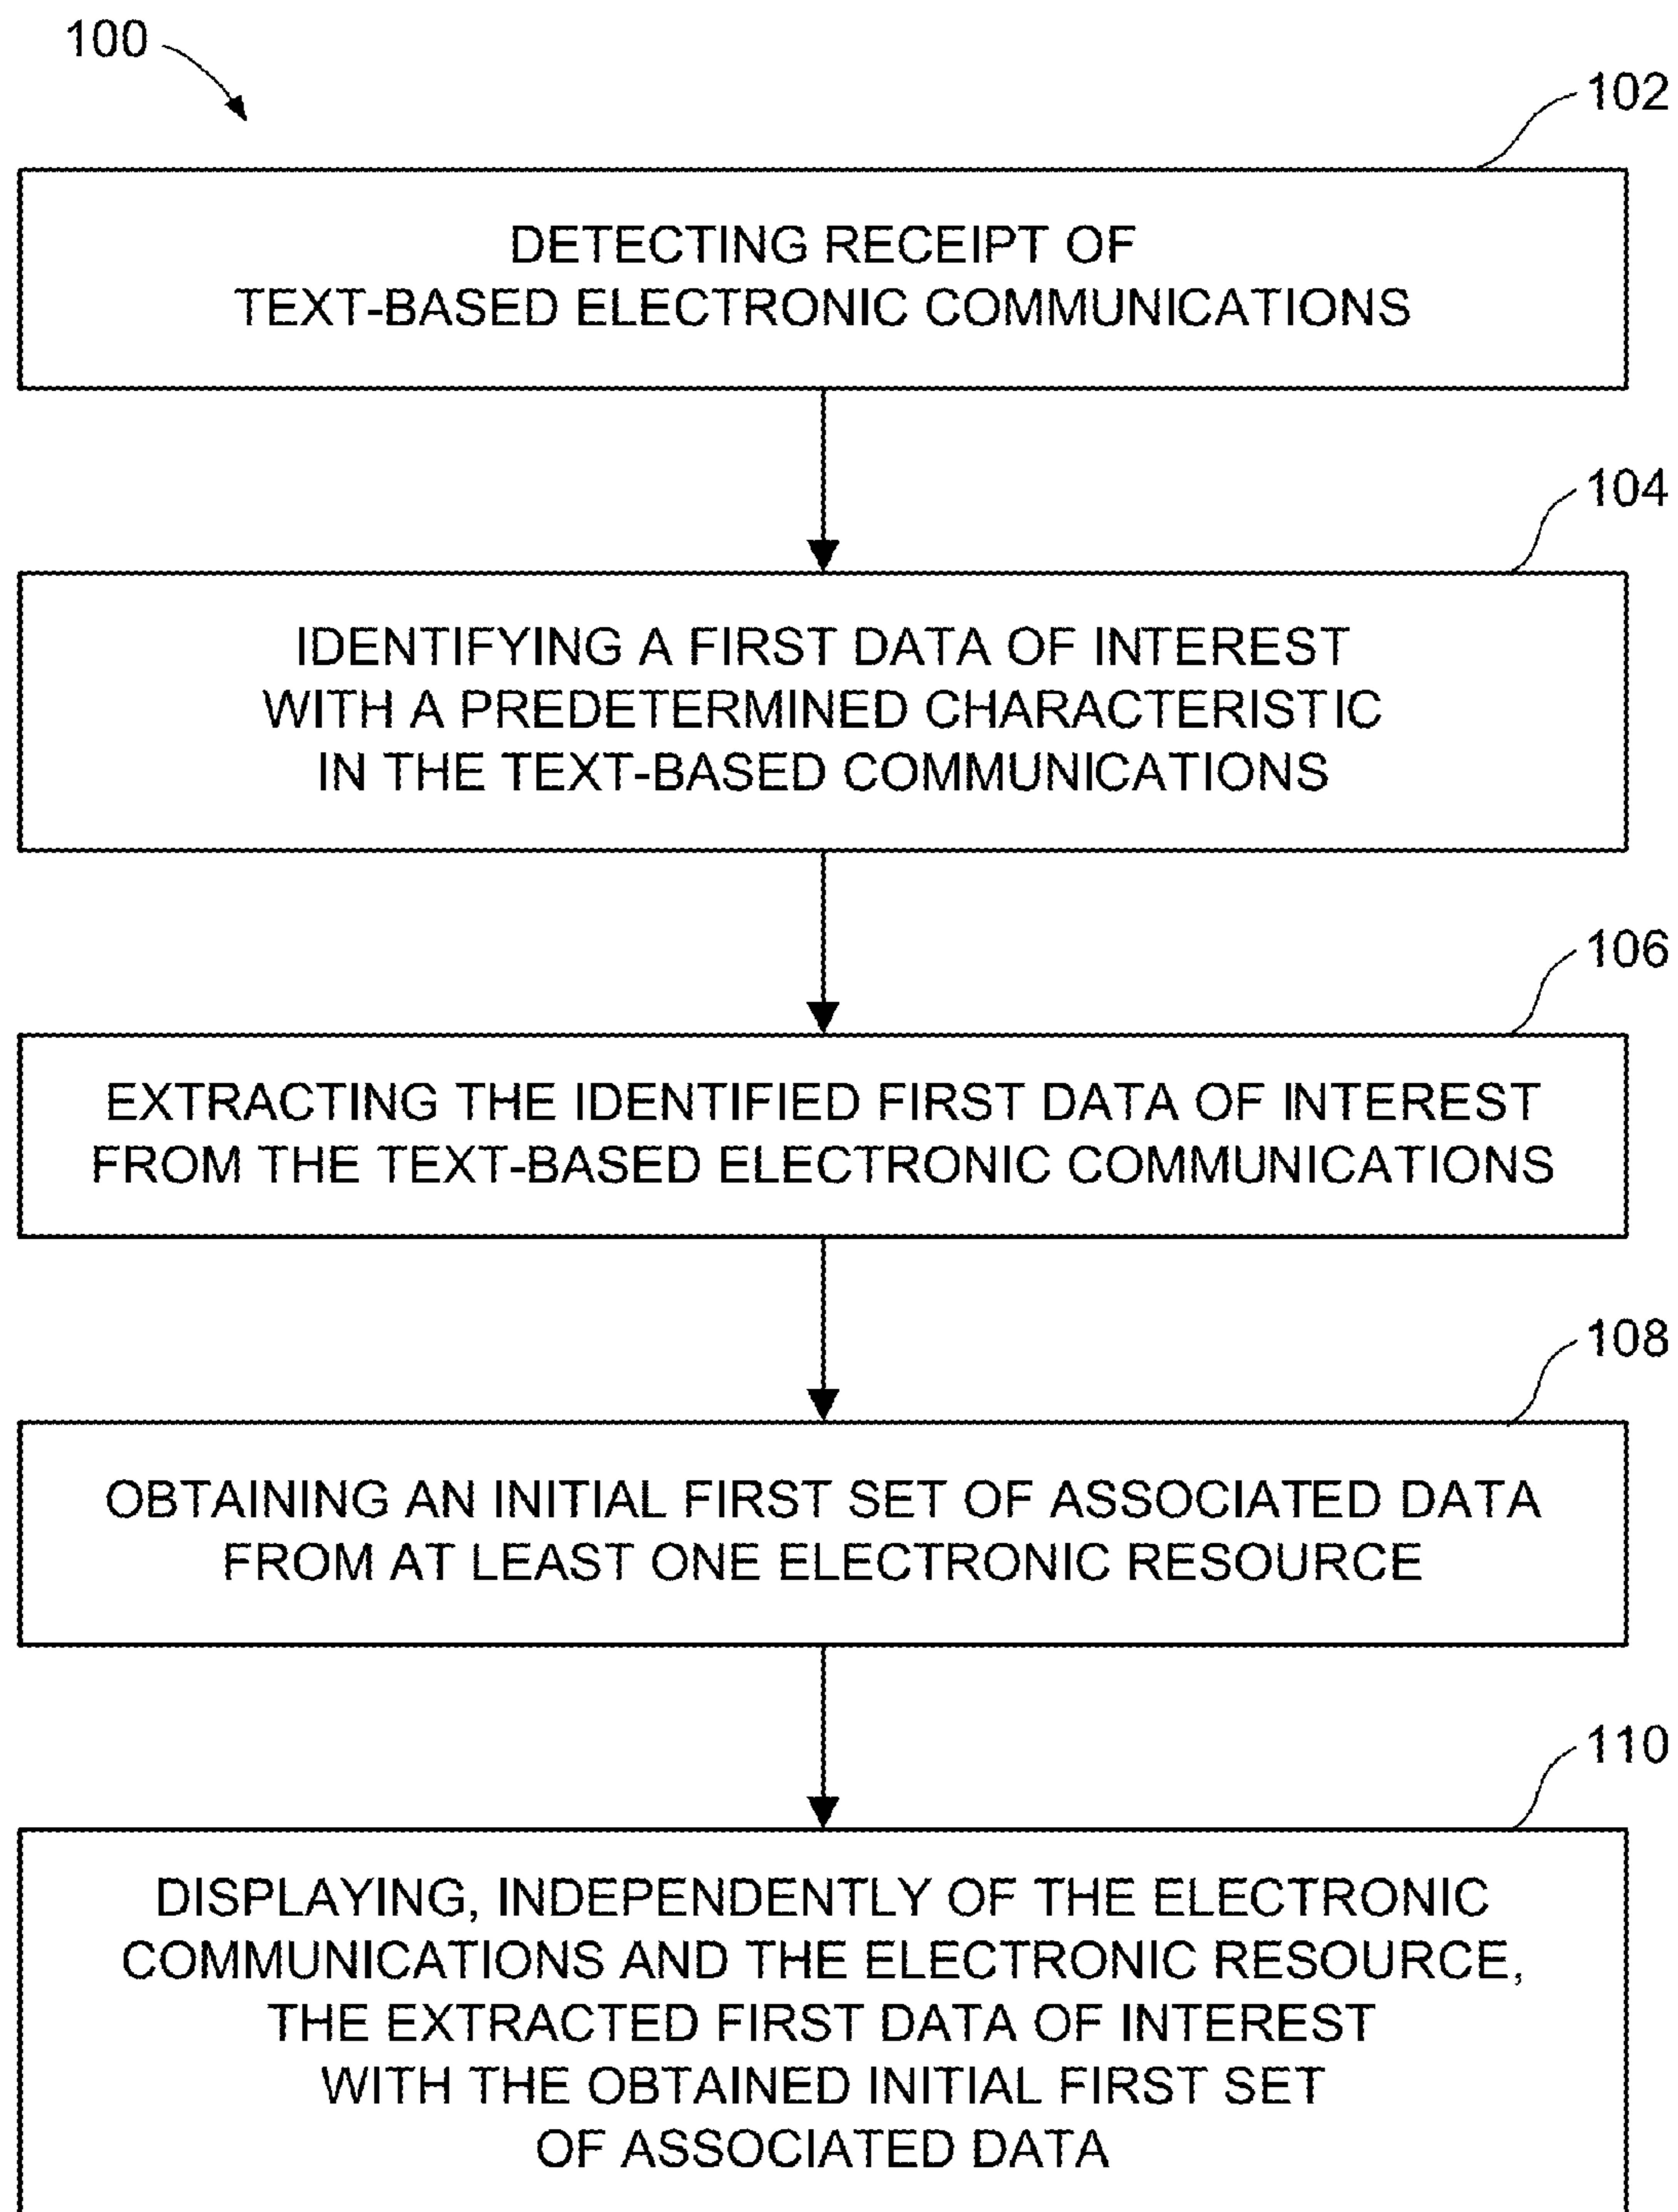 100
102
DETECTING RECEIPT OF
TEXT-BASED ELECTRONIC COMMUNICATIONS
104
IDENTIFYING A FIRST DATA OF INTEREST
WITH A PREDETERMINED CHARACTERISTIC
IN THE TEXT-BASED COMMUNICATIONS
106
EXTRACTING THE IDENTIFIED FIRST DATA OF INTEREST
FROM THE TEXT-BASED ELECTRONIC COMMUNICATIONS
108
OBTAINING AN INITIAL FIRST SET OF ASSOCIATED DATA
FROM AT LEAST ONE ELECTRONIC RESOURCE
110
DISPLAYING, INDEPENDENTLY OF THE ELECTRONIC
COMMUNICATIONS AND THE ELECTRONIC RESOURCE,
THE EXTRACTED FIRST DATA OF INTEREST
WITH THE OBTAINED INITIAL FIRST SET
OF ASSOCIATED DATA